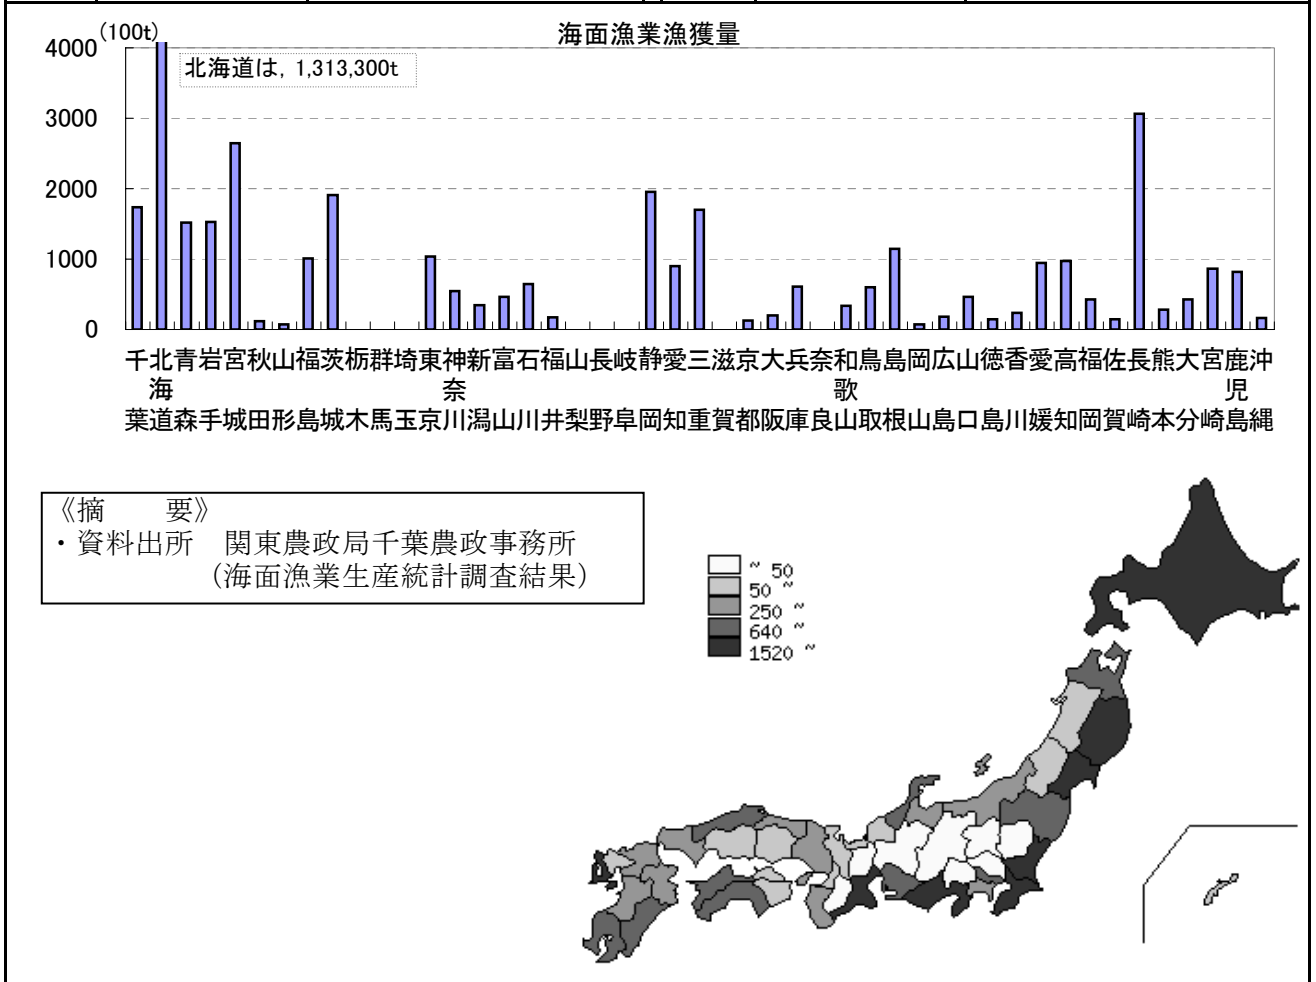 海面漁業漁獲量
(100t)
4000
北海道は，1,313,300t
3000
2000
1000
0
千葉 北海道 青森 岩手 宮城 秋田 山形 福島 茨城 栃木 群馬 埼玉 東京 神奈川 新潟 富山 石川 福井 山梨 長野 岐阜 静岡 愛知 三重 滋賀 京都 大阪 兵庫 奈良 和歌山 鳥取 島根 岡山 広島 山口 徳島 香川 愛媛 高知 福岡 佐賀 長崎 熊本 大分 宮崎 鹿児島 沖縄
《摘　　要》
・資料出所　関東農政局千葉農政事務所
（海面漁業生産統計調査結果）
~ 50
50 ~
250 ~
640 ~
1520 ~